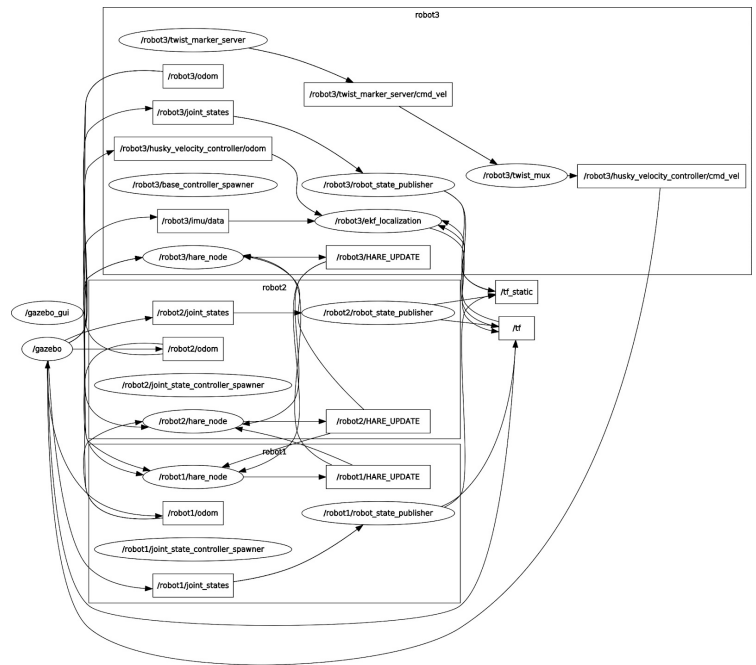 robot3
/robot3/twist_marker_server
/robot3/odom
/robot3/twist_marker_server/cmd_vel
/robot3/joint_states
/robot3/husky_velocity_controller/odom
/robot3/twist_mux
/robot3/husky_velocity_controller/cmd_vel
/robot3/base_controller_spawner
/robot3/robot_state_publisher
/robot3/imu/data
/robot3/ekf_localization
/robot3/hare_node
/robot3/HARE_UPDATE
robot2
/tf_static
/gazebo_gui
/robot2/joint_states
/robot2/robot_state_publisher
/tf
/gazebo
/robot2/odom
/robot2/joint_state_controller_spawner
/robot2/hare_node
/robot2/HARE_UPDATE
robot1
/robot1/hare_node
/robot1/HARE_UPDATE
/robot1/odom
/robot1/robot_state_publisher
/robot1/joint_state_controller_spawner
/robot1/joint_states